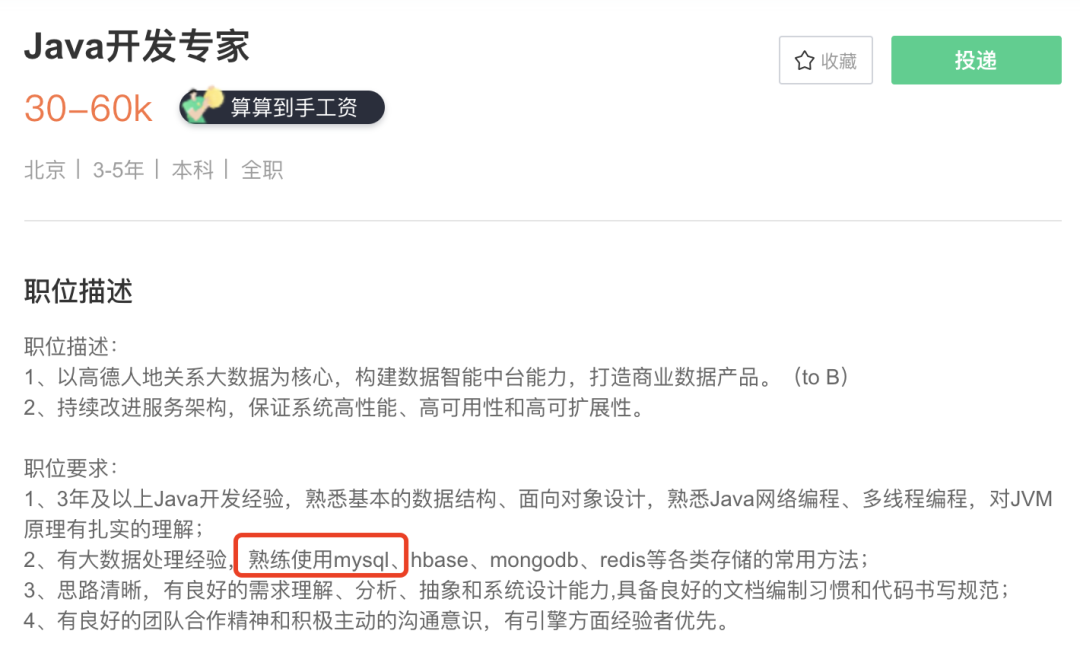 Java开发专家
收藏
投递
30-60k
算算到手工资
北京 | 3-5年 | 本科 | 全职
职位描述
职位描述：
1、以高德人地关系大数据为核心，构建数据智能中台能力，打造商业数据产品。（to B）
2、持续改进服务架构，保证系统高性能、高可用性和高可扩展性。
职位要求：
1、3年及以上Java开发经验，熟悉基本的数据结构、面向对象设计，熟悉Java网络编程、多线程编程，对JVM
原理有扎实的理解；
2、有大数据处理经验，熟练使用mysql、hbase、mongodb、redis等各类存储的常用方法；
3、思路清晰，有良好的需求理解、分析、抽象和系统设计能力,具备良好的文档编制习惯和代码书写规范；
4、有良好的团队合作精神和积极主动的沟通意识，有引擎方面经验者优先。